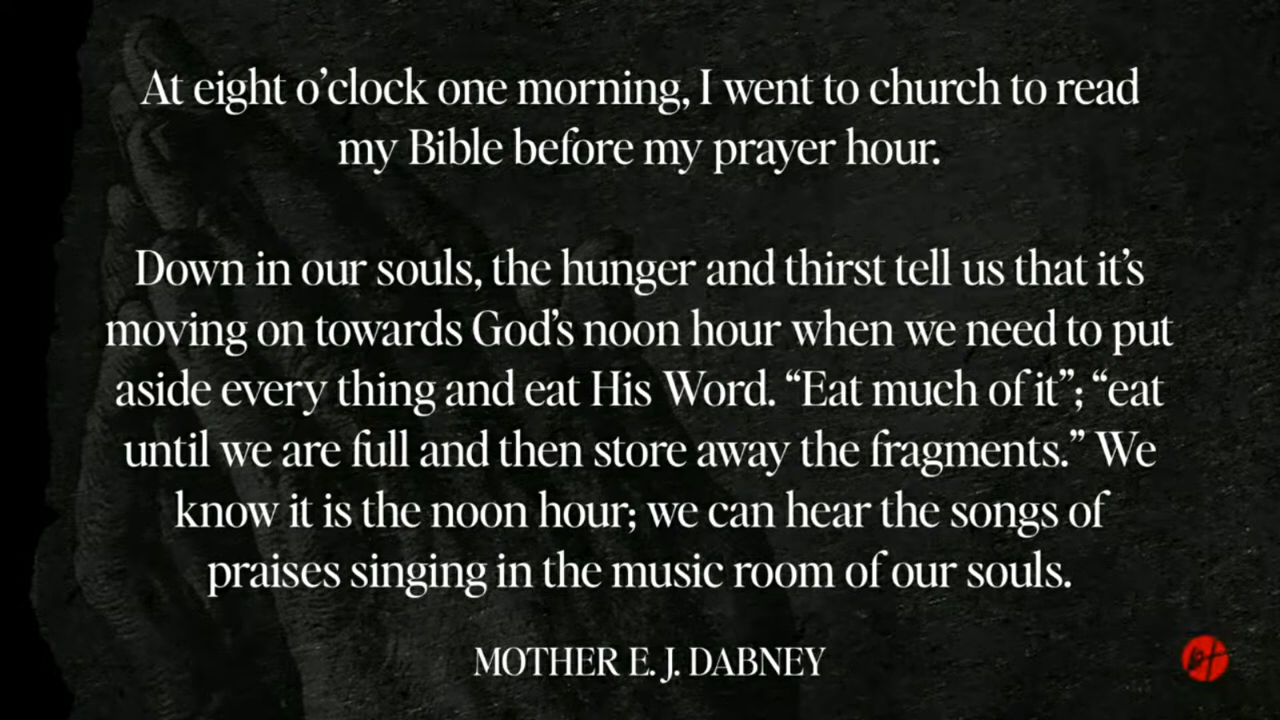 At eight o’clock one morning, I went to church to read
my Bible before my prayer hour.
Down in our souls, the hunger and thirst tell us that it’s
moving on towards God’s noon hour when we need to put
aside every thing and eat His Word. “Eat much of it”; “eat
until we are full and then store away the fragments.” We
know it is the noon hour; we can hear the songs of
praises singing in the music room of our souls.
MOTHER E. J. DABNEY